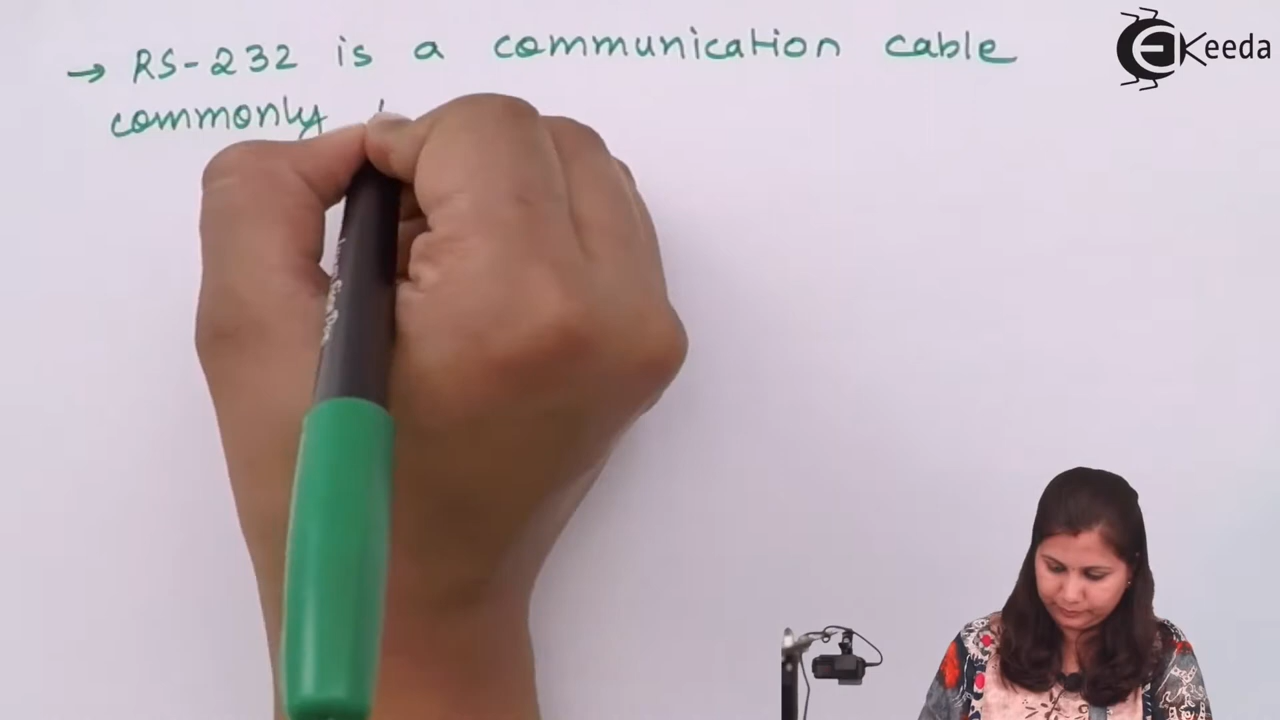 → RS-232 is a communication cable
commonly
EKeeda